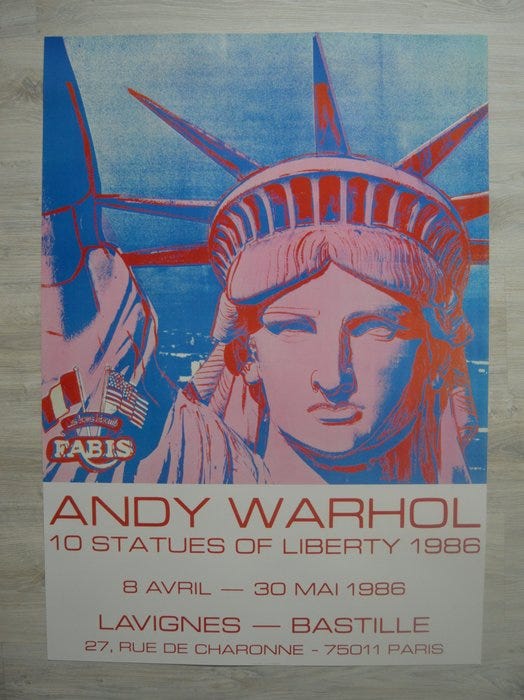 FABIS
ANDY WARHOL
10 STATUES OF LIBERTY 1986
8 AVRIL — 30 MAI 1986
LAVIGNES — BASTILLE
27, RUE DE CHARONNE - 75011 PARIS